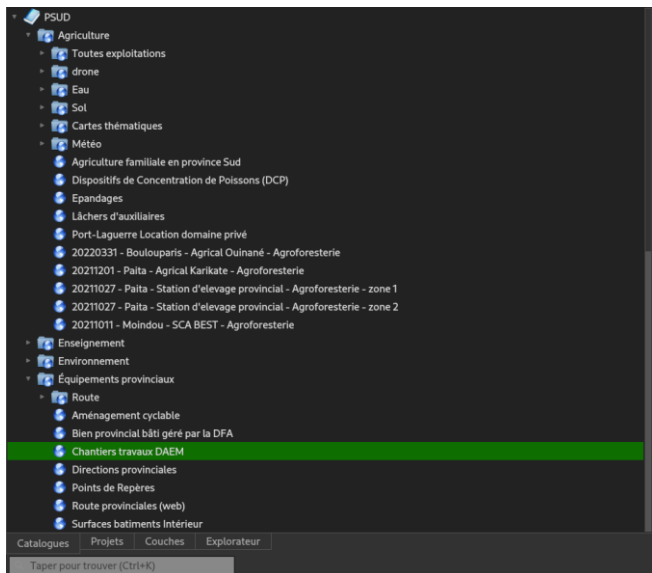 PSUD
Agriculture
Toutes exploitations
drone
Eau
Sol
Cartes thématiques
Météo
Agriculture familiale en province Sud
Dispositifs de Concentration de Poissons (DCP)
Epandages
Lâchers d'auxiliaires
Port-Laguerre Location domaine privé
20220331 - Boulouparis - Agrical Ouinané - Agroforesterie
20211201 - Paita - Agrical Karikate - Agroforesterie
20211027 - Paita - Station d'elevage provincial - Agroforesterie - zone 1
20211027 - Paita - Station d'elevage provincial - Agroforesterie - zone 2
20211011 - Moindou - SCA BEST - Agroforesterie
Enseignement
Environnement
Équipements provinciaux
Route
Aménagement cyclable
Bien provincial bâti géré par la DFA
Chantiers travaux DAEM
Directions provinciales
Points de Repères
Route provinciales (web)
Surfaces batiments Intérieur
Catalogues Projets Couches Explorateur
Taper pour trouver (Ctrl+K)